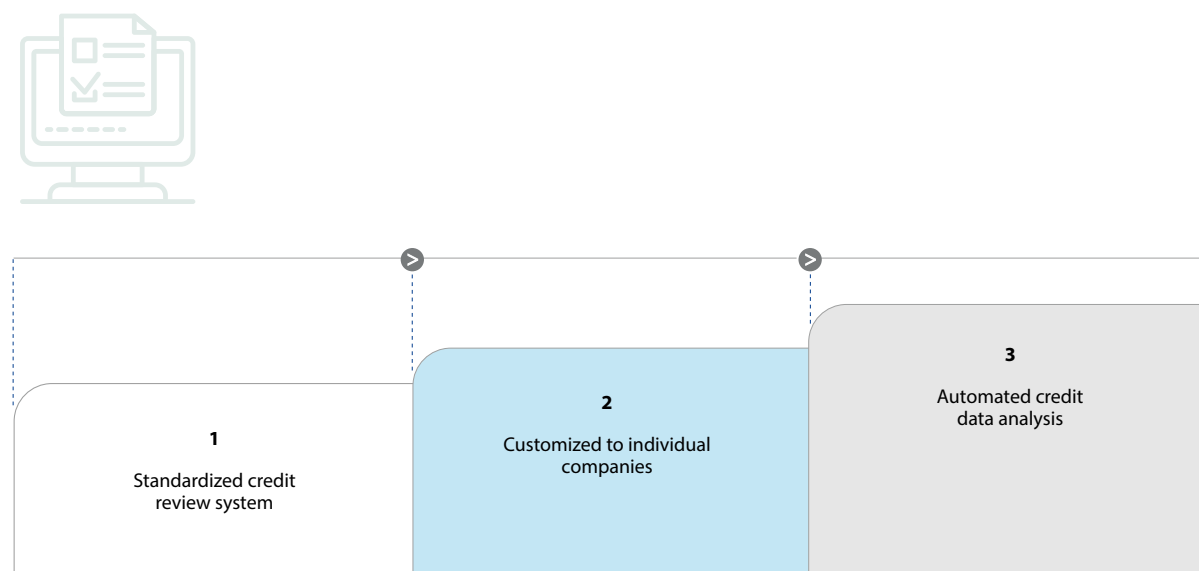 1
Standardized credit
review system
2
Customized to individual
companies
3
Automated credit
data analysis